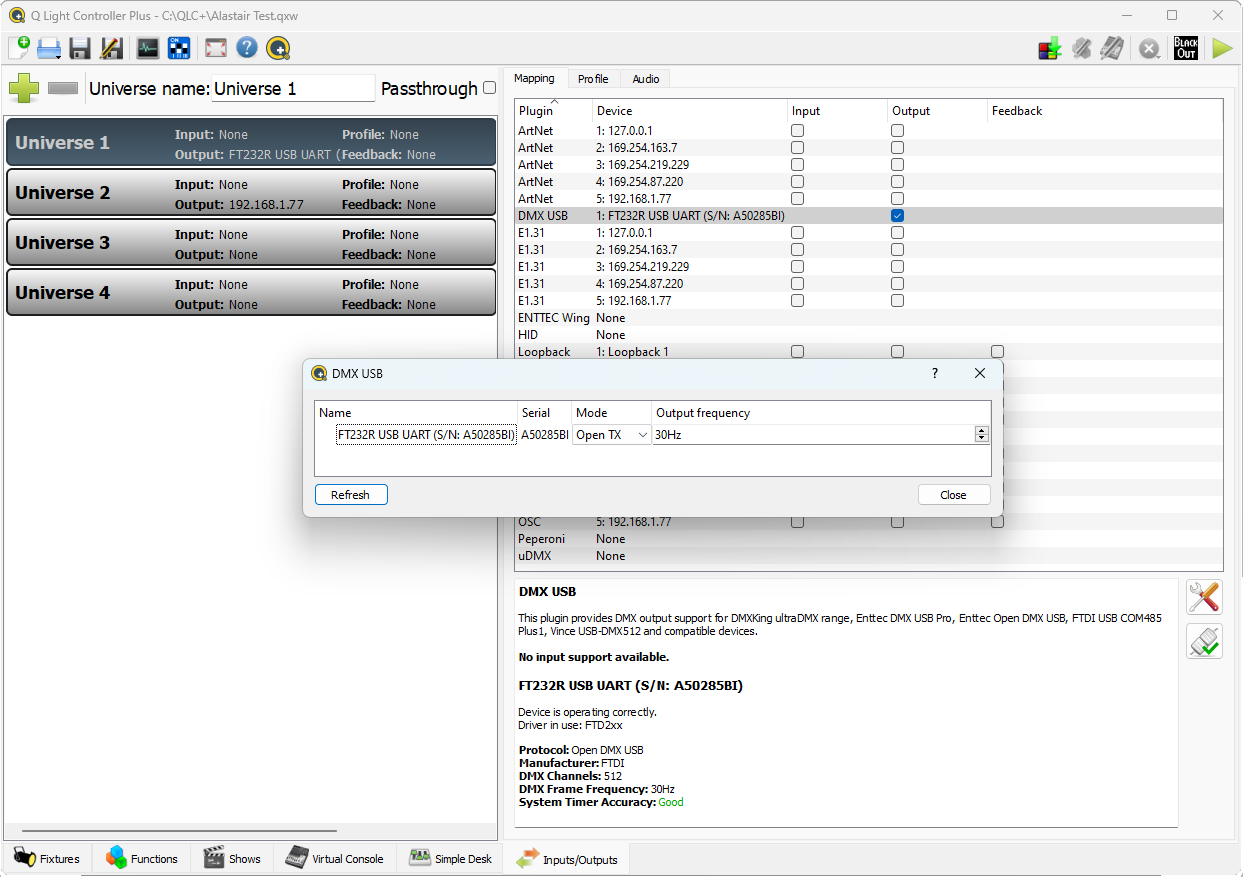 Q Light Controller Plus - C:\QLC+\Alastair Test.qxw
BLACK OUT
Universe name: Universe 1 Passthrough
Universe 1 Input: None Profile: None
Output: FT232R USB UART ( Feedback: None
Universe 2 Input: None Profile: None
Output: 192.168.1.77 Feedback: None
Universe 3 Input: None Profile: None
Output: None Feedback: None
Universe 4 Input: None Profile: None
Output: None Feedback: None
Mapping Profile Audio
Plugin Device Input Output Feedback
ArtNet 1: 127.0.0.1
ArtNet 2: 169.254.163.7
ArtNet 3: 169.254.219.229
ArtNet 4: 169.254.87.220
ArtNet 5: 192.168.1.77
DMX USB 1: FT232R USB UART (S/N: A50285BI)
E1.31 1: 127.0.0.1
E1.31 2: 169.254.163.7
E1.31 3: 169.254.219.229
E1.31 4: 169.254.87.220
E1.31 5: 192.168.1.77
ENTTEC Wing None
HID None
Loopback 1: Loopback 1
DMX USB ?
Name Serial Mode Output frequency
FT232R USB UART (S/N: A50285BI) A50285BI Open TX 30Hz
Refresh Close
OSC 5: 192.168.1.77
Peperoni None
uDMX None
DMX USB
This plugin provides DMX output support for DMXKing ultraDMX range, Enttec DMX USB Pro, Enttec Open DMX USB, FTDI USB COM485
Plus1, Vince USB-DMX512 and compatible devices.
No input support available.
FT232R USB UART (S/N: A50285BI)
Device is operating correctly.
Driver in use: FTD2xx
Protocol: Open DMX USB
Manufacturer: FTDI
DMX Channels: 512
DMX Frame Frequency: 30Hz
System Timer Accuracy: Good
Fixtures Functions Shows Virtual Console Simple Desk Inputs/Outputs